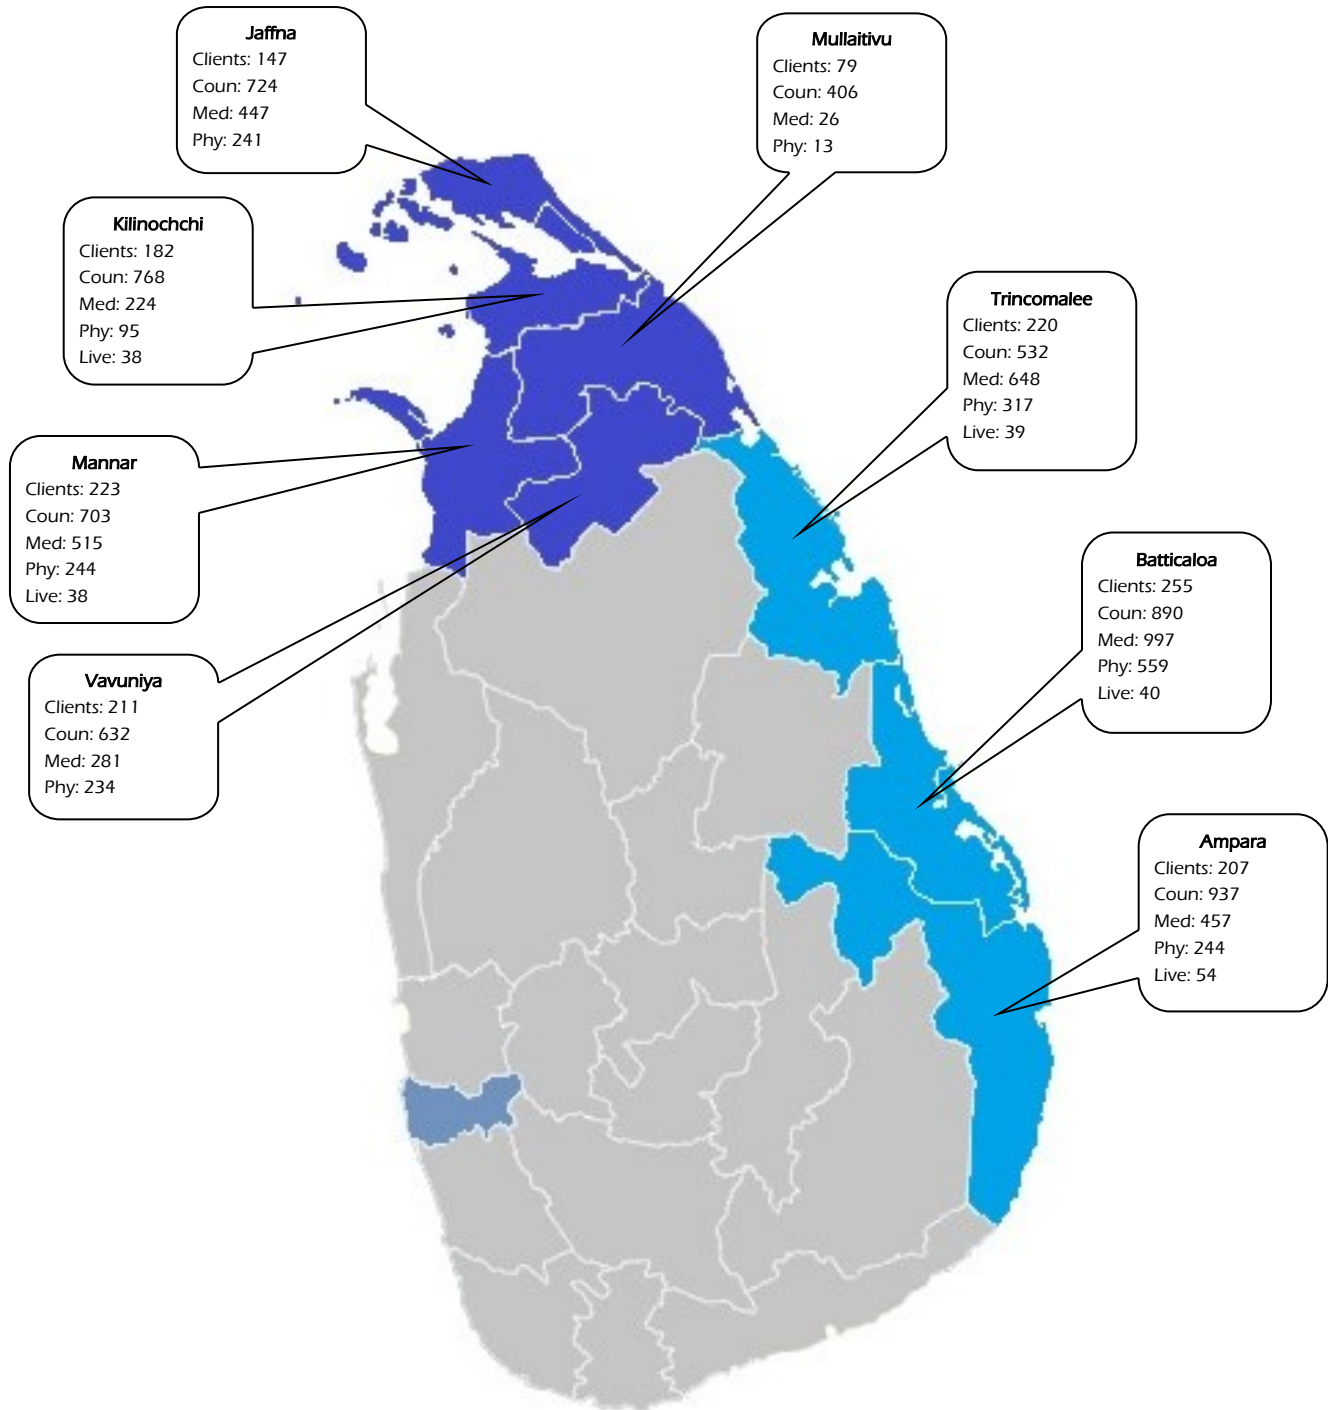 Jaffna
Clients: 147
Coun: 724
Med: 447
Phy: 241
Mullaitivu
Clients: 79
Coun: 406
Med: 26
Phy: 13
Kilinochchi
Clients: 182
Coun: 768
Med: 224
Phy: 95
Live: 38
Trincomalee
Clients: 220
Coun: 532
Med: 648
Phy: 317
Live: 39
Mannar
Clients: 223
Coun: 703
Med: 515
Phy: 244
Live: 38
Batticaloa
Clients: 255
Coun: 890
Med: 997
Phy: 559
Live: 40
Vavuniya
Clients: 211
Coun: 632
Med: 281
Phy: 234
Ampara
Clients: 207
Coun: 937
Med: 457
Phy: 244
Live: 54